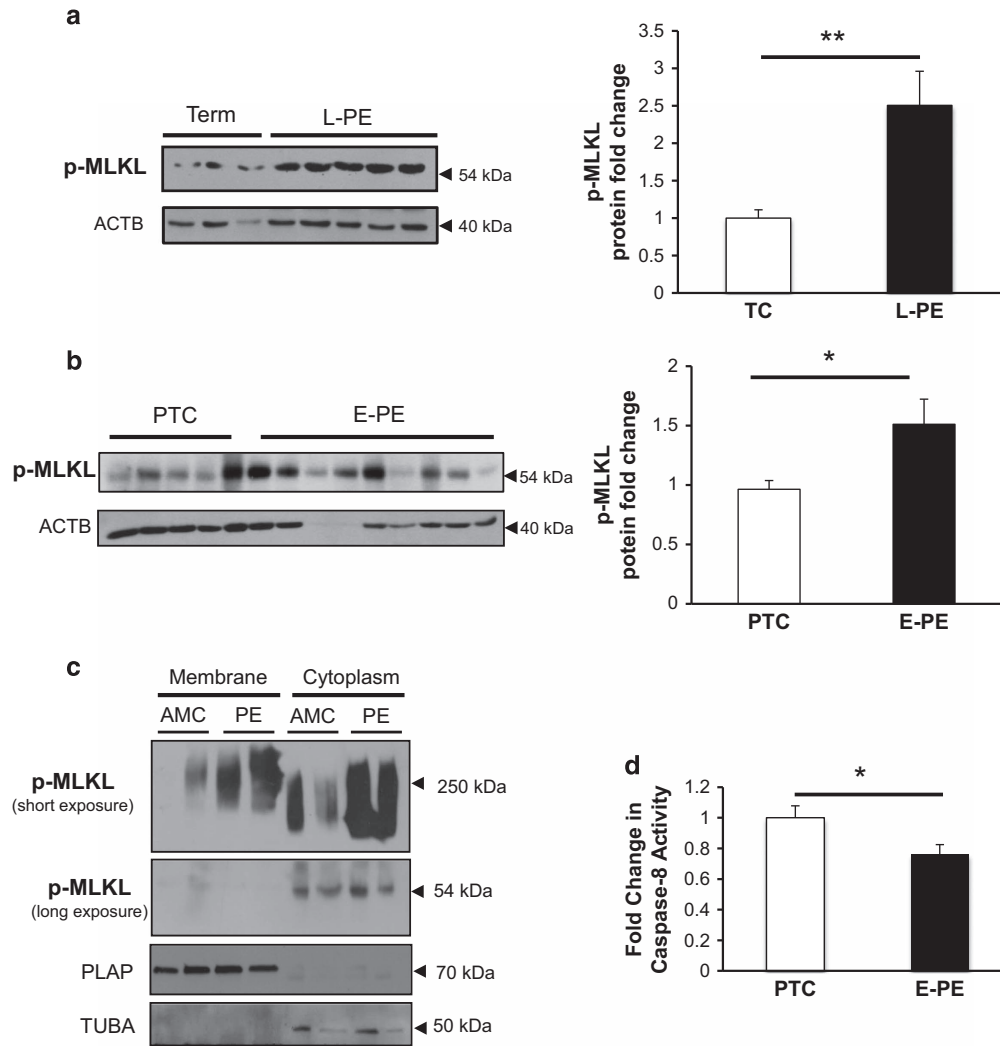 a
Term
L-PE
p-MLKL
◄ 54 kDa
ACTB
◄ 40 kDa
p-MLKL
protein fold change
3.5
3
2.5
2
1.5
1
0.5
0
**
TC
L-PE
b
PTC
E-PE
p-MLKL
◄ 54 kDa
ACTB
◄ 40 kDa
p-MLKL
potein fold change
2
1.5
1
0.5
0
*
PTC
E-PE
c
Membrane
Cytoplasm
AMC
PE
AMC
PE
p-MLKL
(short exposure)
◄ 250 kDa
p-MLKL
(long exposure)
◄ 54 kDa
PLAP
◄ 70 kDa
TUBA
◄ 50 kDa
d
Fold Change in
Caspase-8 Activity
1.2
1
0.8
0.6
0.4
0.2
0
*
PTC
E-PE